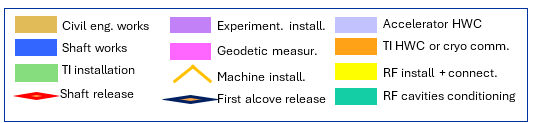 Civil eng. works
Shaft works
TI installation
Shaft release
Experiment. install.
Geodetic measur.
Machine install.
First alcove release
Accelerator HWC
TI HWC or cryo comm.
RF install + connect.
RF cavities conditioning